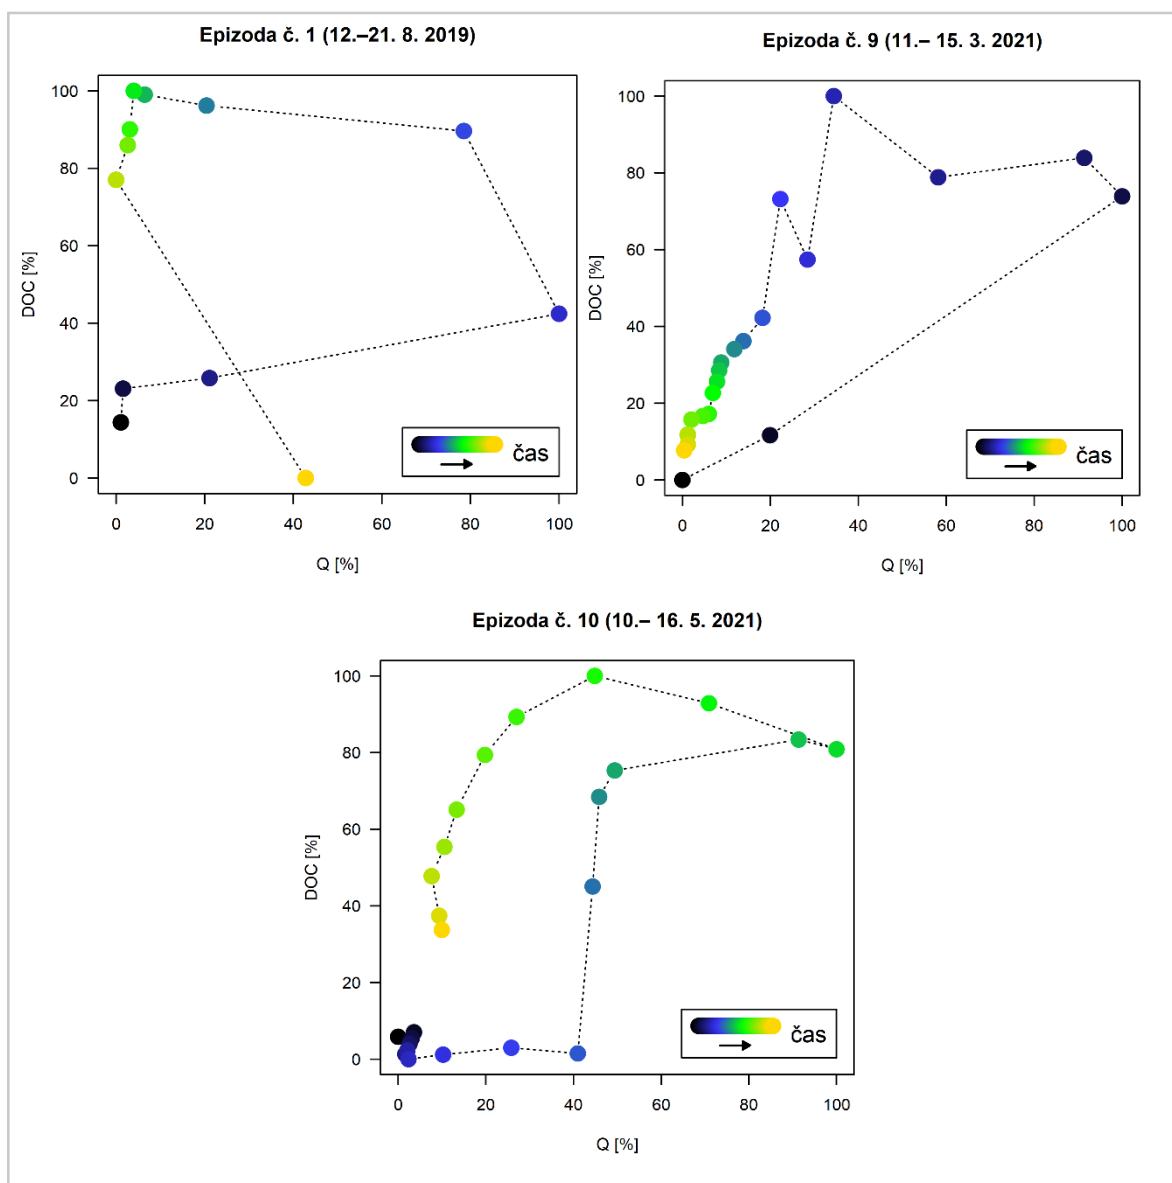 Epizoda č. 1 (12.–21. 8. 2019)
100
80
60
40
20
0
DOC [%]
0 20 40 60 80 100
Q [%]
čas
Epizoda č. 9 (11.– 15. 3. 2021)
100
80
60
40
20
0
DOC [%]
0 20 40 60 80 100
Q [%]
čas
Epizoda č. 10 (10.– 16. 5. 2021)
100
80
60
40
20
0
DOC [%]
0 20 40 60 80 100
Q [%]
čas